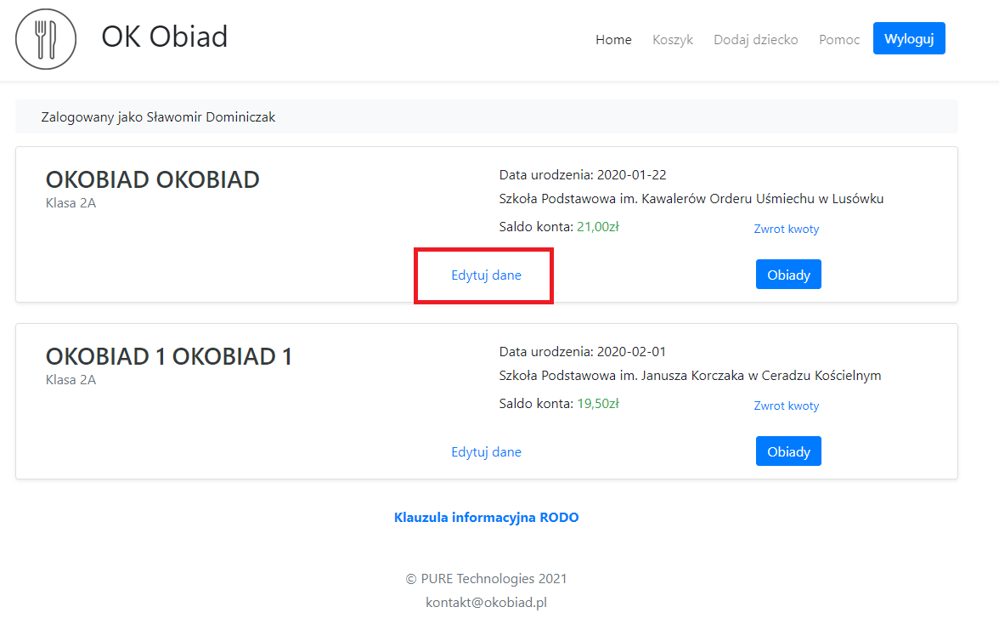 OK Obiad
Home Koszyk Dodaj dziecko Pomoc Wyloguj
Zalogowany jako Sławomir Dominiczak
OKOBIAD OKOBIAD
Klasa 2A
Data urodzenia: 2020-01-22
Szkoła Podstawowa im. Kawalerów Orderu Uśmiechu w Lusówku
Saldo konta: 21,00zł Zwrot kwoty
Edytuj dane Obiady
OKOBIAD 1 OKOBIAD 1
Klasa 2A
Data urodzenia: 2020-02-01
Szkoła Podstawowa im. Janusza Korczaka w Ceradzu Kościelnym
Saldo konta: 19,50zł Zwrot kwoty
Edytuj dane Obiady
Klauzula informacyjna RODO
© PURE Technologies 2021
kontakt@okobiad.pl